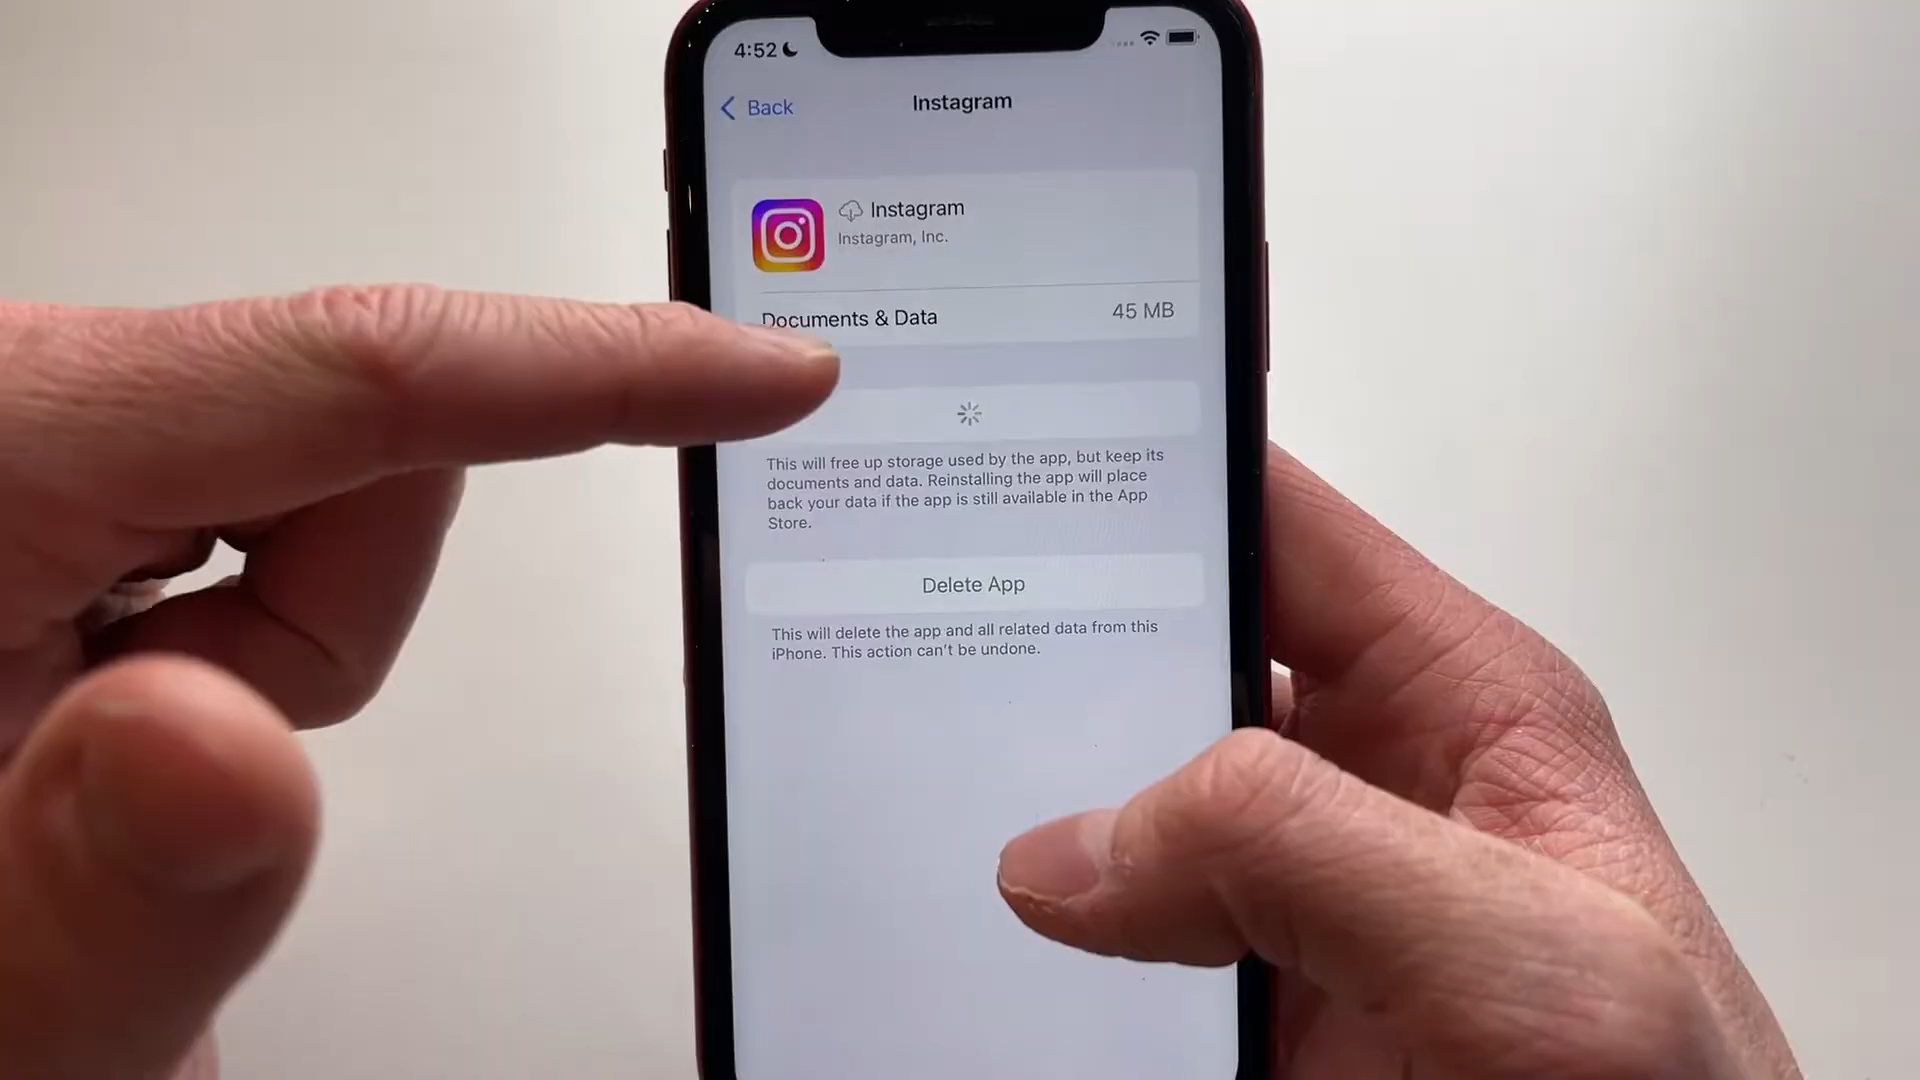 4:52
Back
Instagram
Instagram
Instagram, Inc.
Documents & Data
45 MB
This will free up storage used by the app, but keep its
documents and data. Reinstalling the app will place
back your data if the app is still available in the App
Store.
Delete App
This will delete the app and all related data from this
iPhone. This action can't be undone.